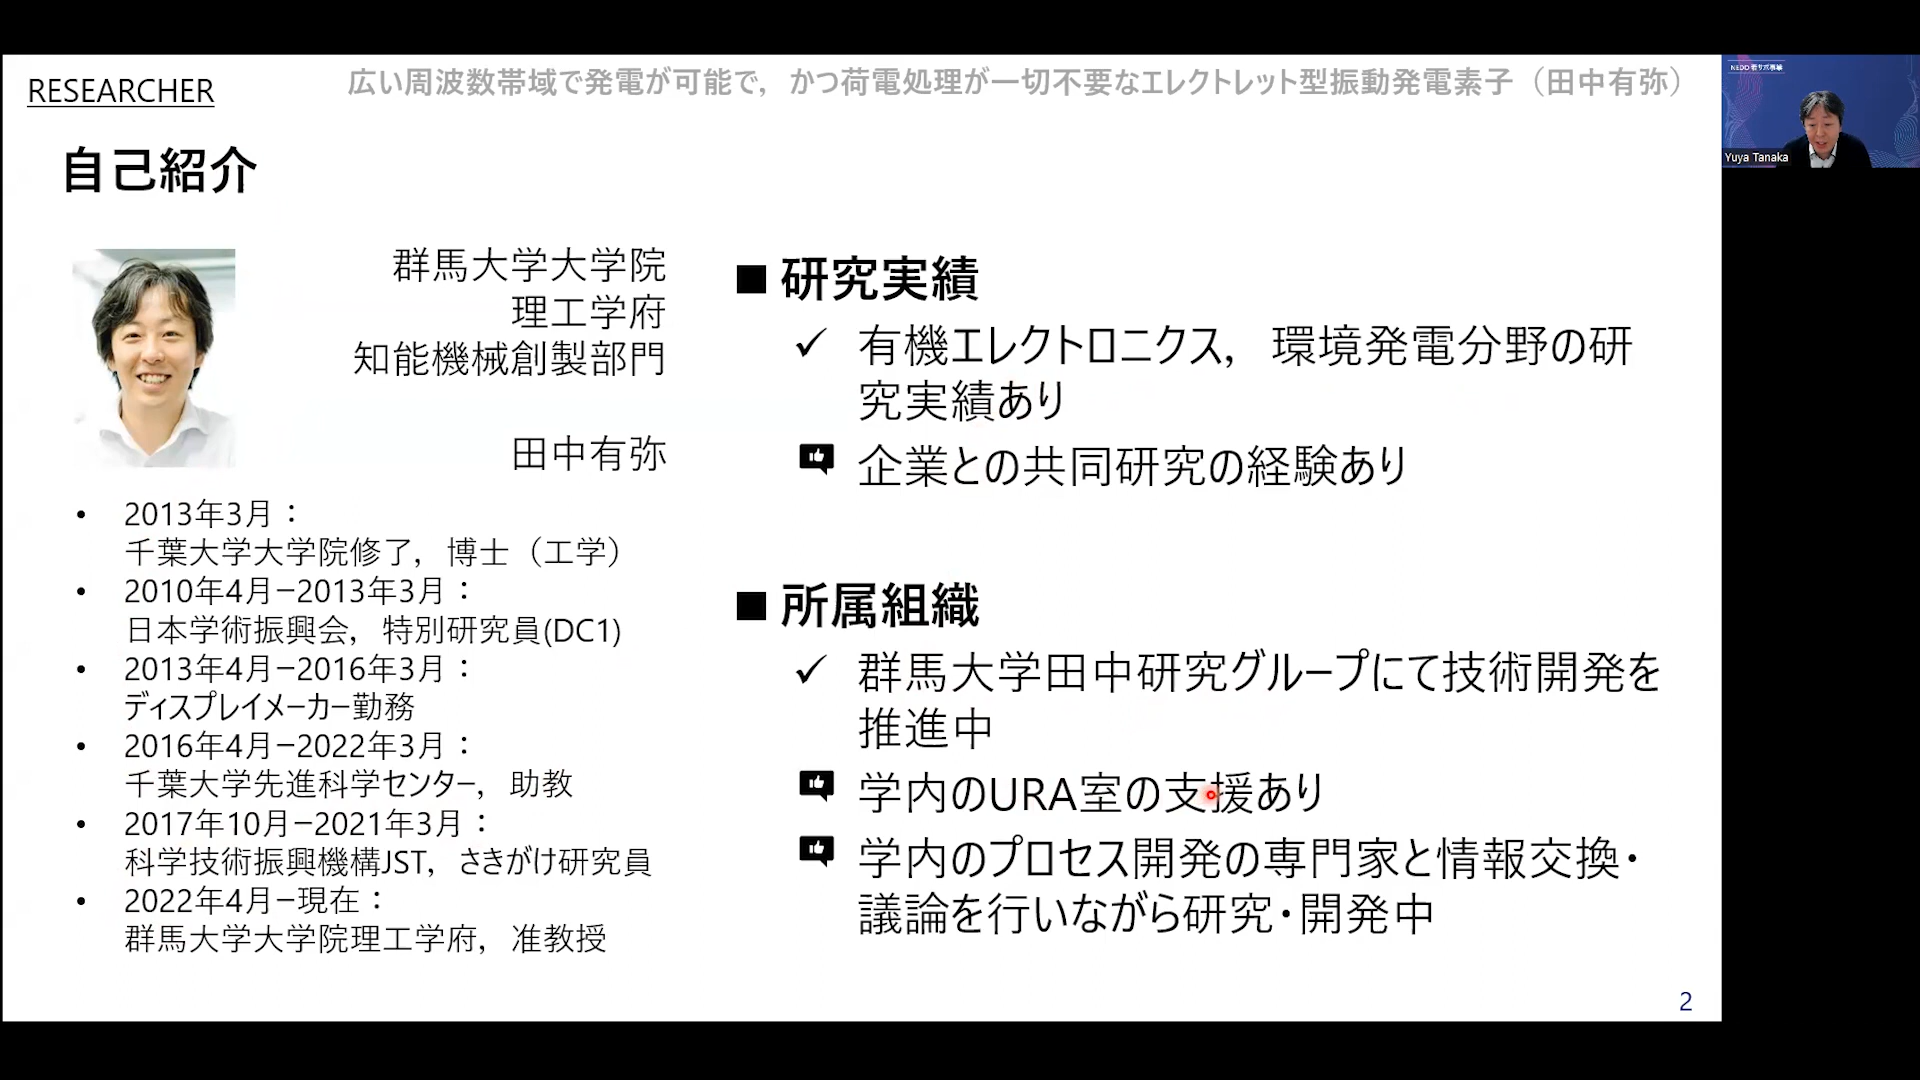 RESEARCHER
広い周波数帯域で発電が可能で，かつ荷電処理が一切不要なエレクトレット型振動発電素子（田中有弥）
自己紹介
群馬大学大学院
理工学府
知能機械創製部門
田中有弥
• 2013年3月：
千葉大学大学院修了，博士（工学）
• 2010年4月−2013年3月：
日本学術振興会，特別研究員(DC1)
• 2013年4月−2016年3月：
ディスプレイメーカー勤務
• 2016年4月−2022年3月：
千葉大学先進科学センター，助教
• 2017年10月−2021年3月：
科学技術振興機構JST，さきがけ研究員
• 2022年4月−現在：
群馬大学大学院理工学府，准教授
■ 研究実績
✓ 有機エレクトロニクス，環境発電分野の研
究実績あり
企業との共同研究の経験あり
■ 所属組織
✓ 群馬大学田中研究グループにて技術開発を
推進中
学内のURA室の支援あり
学内のプロセス開発の専門家と情報交換・
議論を行いながら研究・開発中
2
NEDO 若サポ事業
Yuya Tanaka